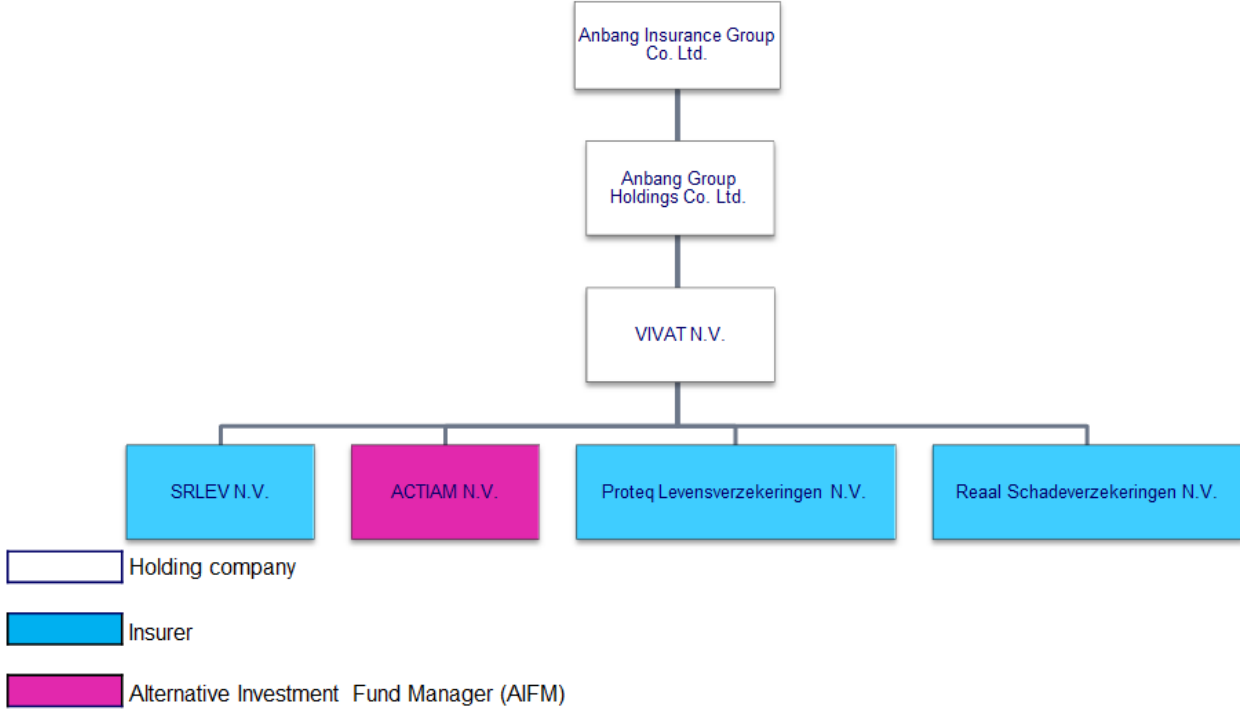 Anbang Insurance Group
Co. Ltd.
Anbang Group
Holdings Co. Ltd.
VIVAT N.V.
SRLEV N.V.
ACTIAM N.V.
Proteq Levensverzekeringen N.V.
Reaal Schadeverzekeringen N.V.
Holding company
Insurer
Alternative Investment Fund Manager (AIFM)